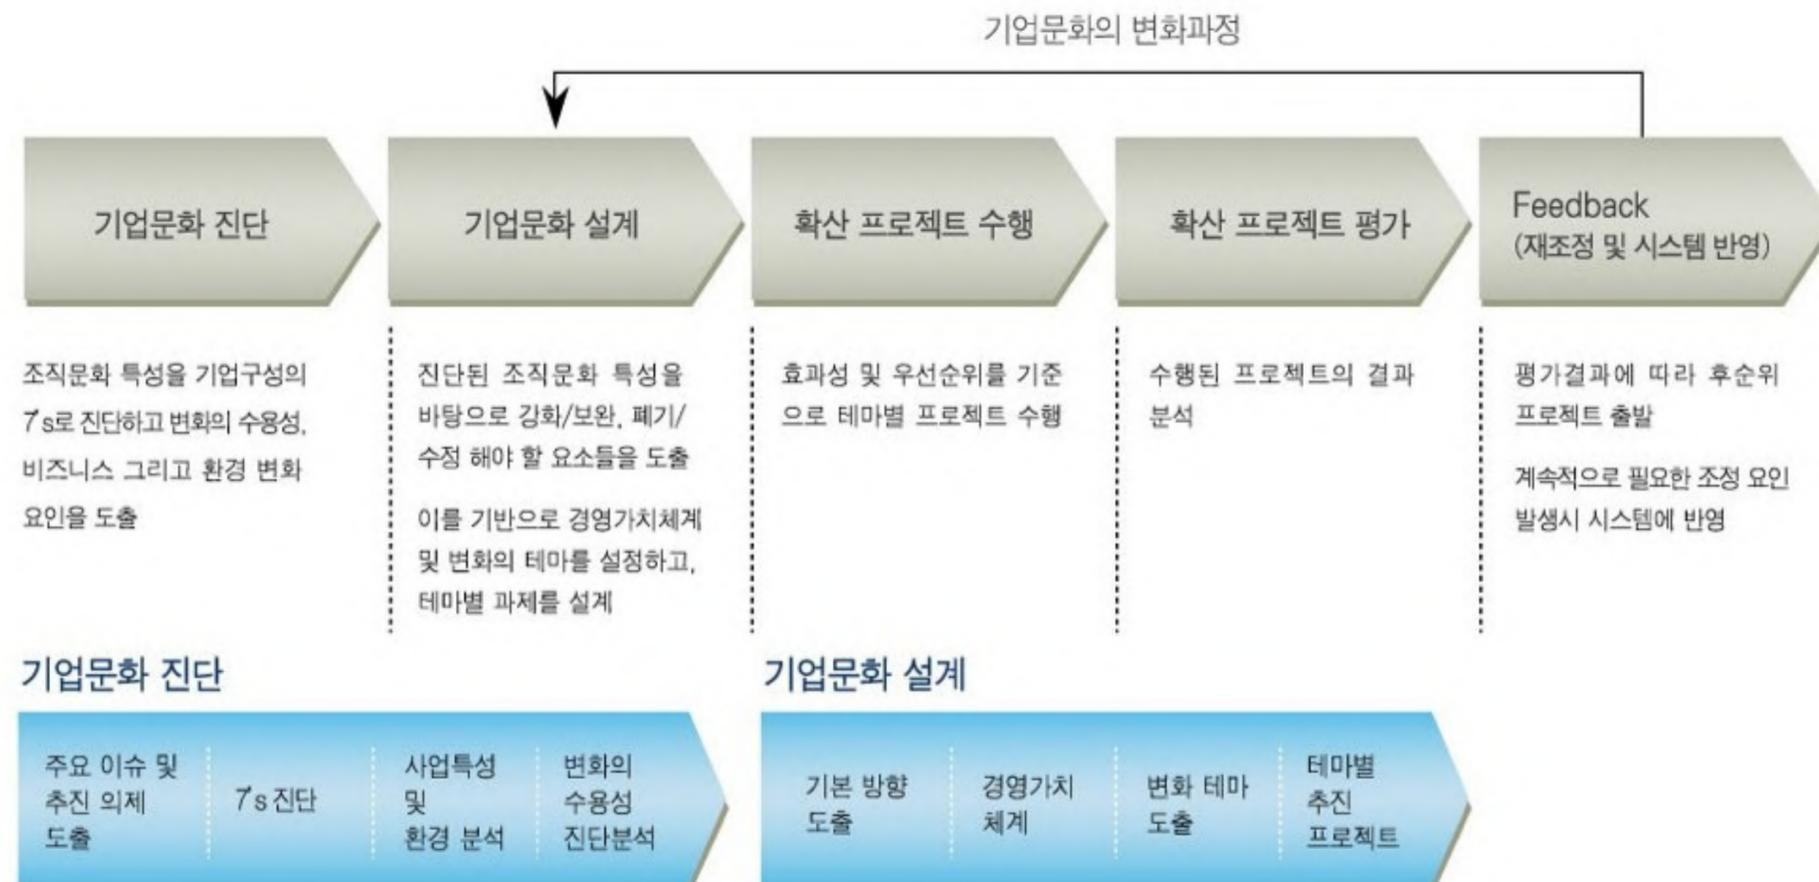 기업문화의 변화과정
기업문화 진단
기업문화 설계
확산 프로젝트 수행
확산 프로젝트 평가
Feedback
(재조정 및 시스템 반영)
조직문화 특성을 기업구성의
7's로 진단하고 변화의 수용성,
비즈니스 그리고 환경 변화
요인을 도출
진단된 조직문화 특성을
바탕으로 강화/보완, 폐기/
수정 해야 할 요소들을 도출
이를 기반으로 경영가치체계
및 변화의 테마를 설정하고,
테마별 과제를 설계
효과성 및 우선순위를 기준
으로 테마별 프로젝트 수행
수행된 프로젝트의 결과
분석
평가결과에 따라 후순위
프로젝트 출발
계속적으로 필요한 조정 요인
발생시 시스템에 반영
기업문화 진단
주요 이슈 및
추진 의제
도출
7's 진단
사업특성
및
환경 분석
변화의
수용성
진단분석
기업문화 설계
기본 방향
도출
경영가치
체계
변화 테마
도출
테마별
추진
프로젝트